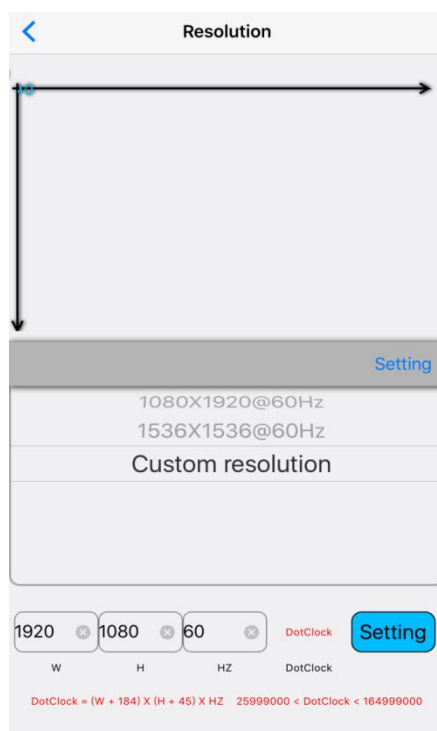 Resolution
Setting
1080X1920@60Hz
1536X1536@60Hz
Custom resolution
1920 1080 60 DotClock Setting
W H HZ DotClock
DotClock = (W + 184) X (H + 45) X HZ 25999000 < DotClock < 164999000